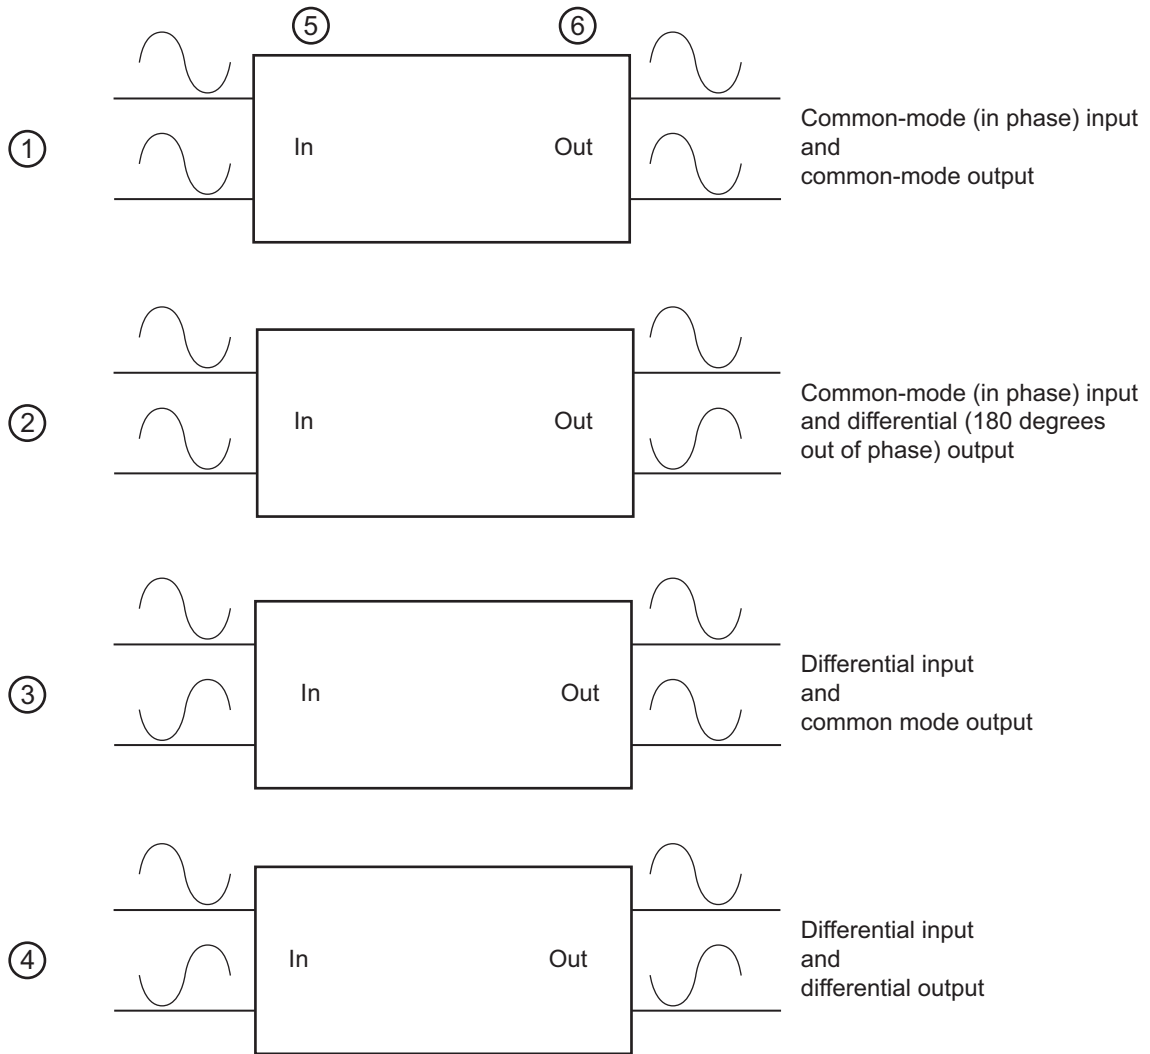 5 6
1
In Out
Common-mode (in phase) input
and
common-mode output
2
In Out
Common-mode (in phase) input
and differential (180 degrees
out of phase) output
3
In Out
Differential input
and
common mode output
4
In Out
Differential input
and
differential output